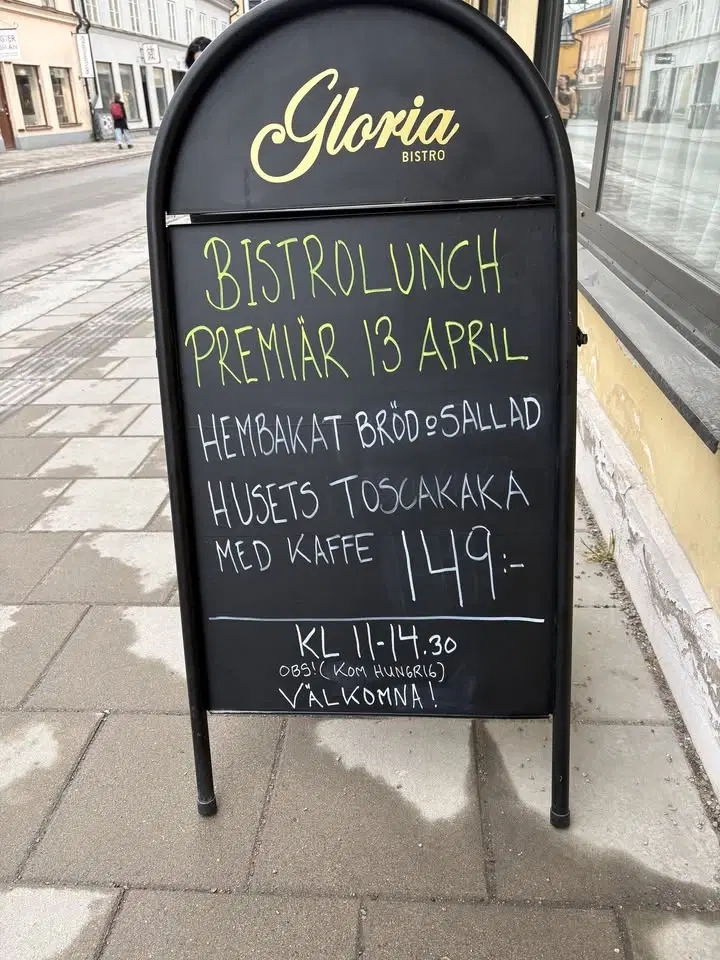 Gloria
BISTRO
BISTROLUNCH
PREMIÄR 13 APRIL
HEMBAKAT BRÖD o SALLAD
HUSETS TOSCAKAKA
MED KAFFE 149:-
KL 11-14.30
OBS! (KOM HUNGRIG)
VÄLKOMNA!